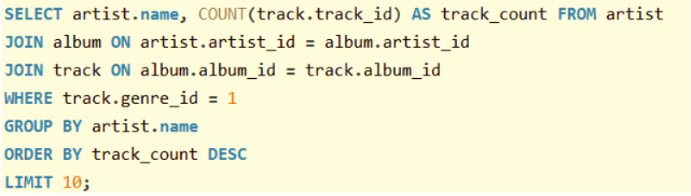 SELECT artist.name, COUNT(track.track_id) AS track_count FROM artist
JOIN album ON artist.artist_id = album.artist_id
JOIN track ON album.album_id = track.album_id
WHERE track.genre_id = 1
GROUP BY artist.name
ORDER BY track_count DESC
LIMIT 10;